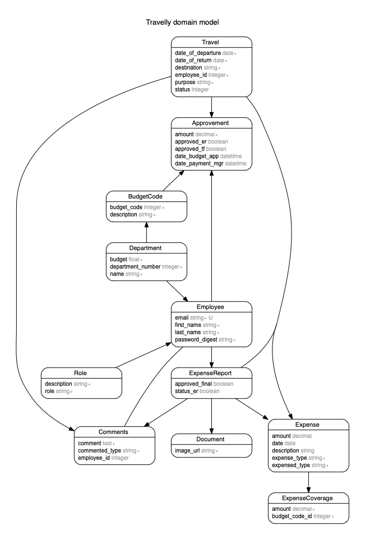 Travelly domain model
Travel
date_of_departure date ∗
date_of_return date ∗
destination string ∗
employee_id integer ∗
purpose string ∗
status integer
Approvement
amount decimal ∗
approved_er boolean
approved_tf boolean
date_budget_app datetime
date_payment_mgr datetime
BudgetCode
budget_code integer ∗
description string ∗
Department
budget float ∗
department_number integer ∗
name string ∗
Employee
email string ∗ U
first_name string ∗
last_name string ∗
password_digest string ∗
Role
description string ∗
role string ∗
ExpenseReport
approved_final boolean
status_er boolean
Comments
comment text ∗
commented_type string ∗
employee_id integer
Document
image_url string ∗
Expense
amount decimal
date date
description string
expense_type string ∗
expensed_type string ∗
ExpenseCoverage
amount decimal ∗
budget_code_id integer ∗